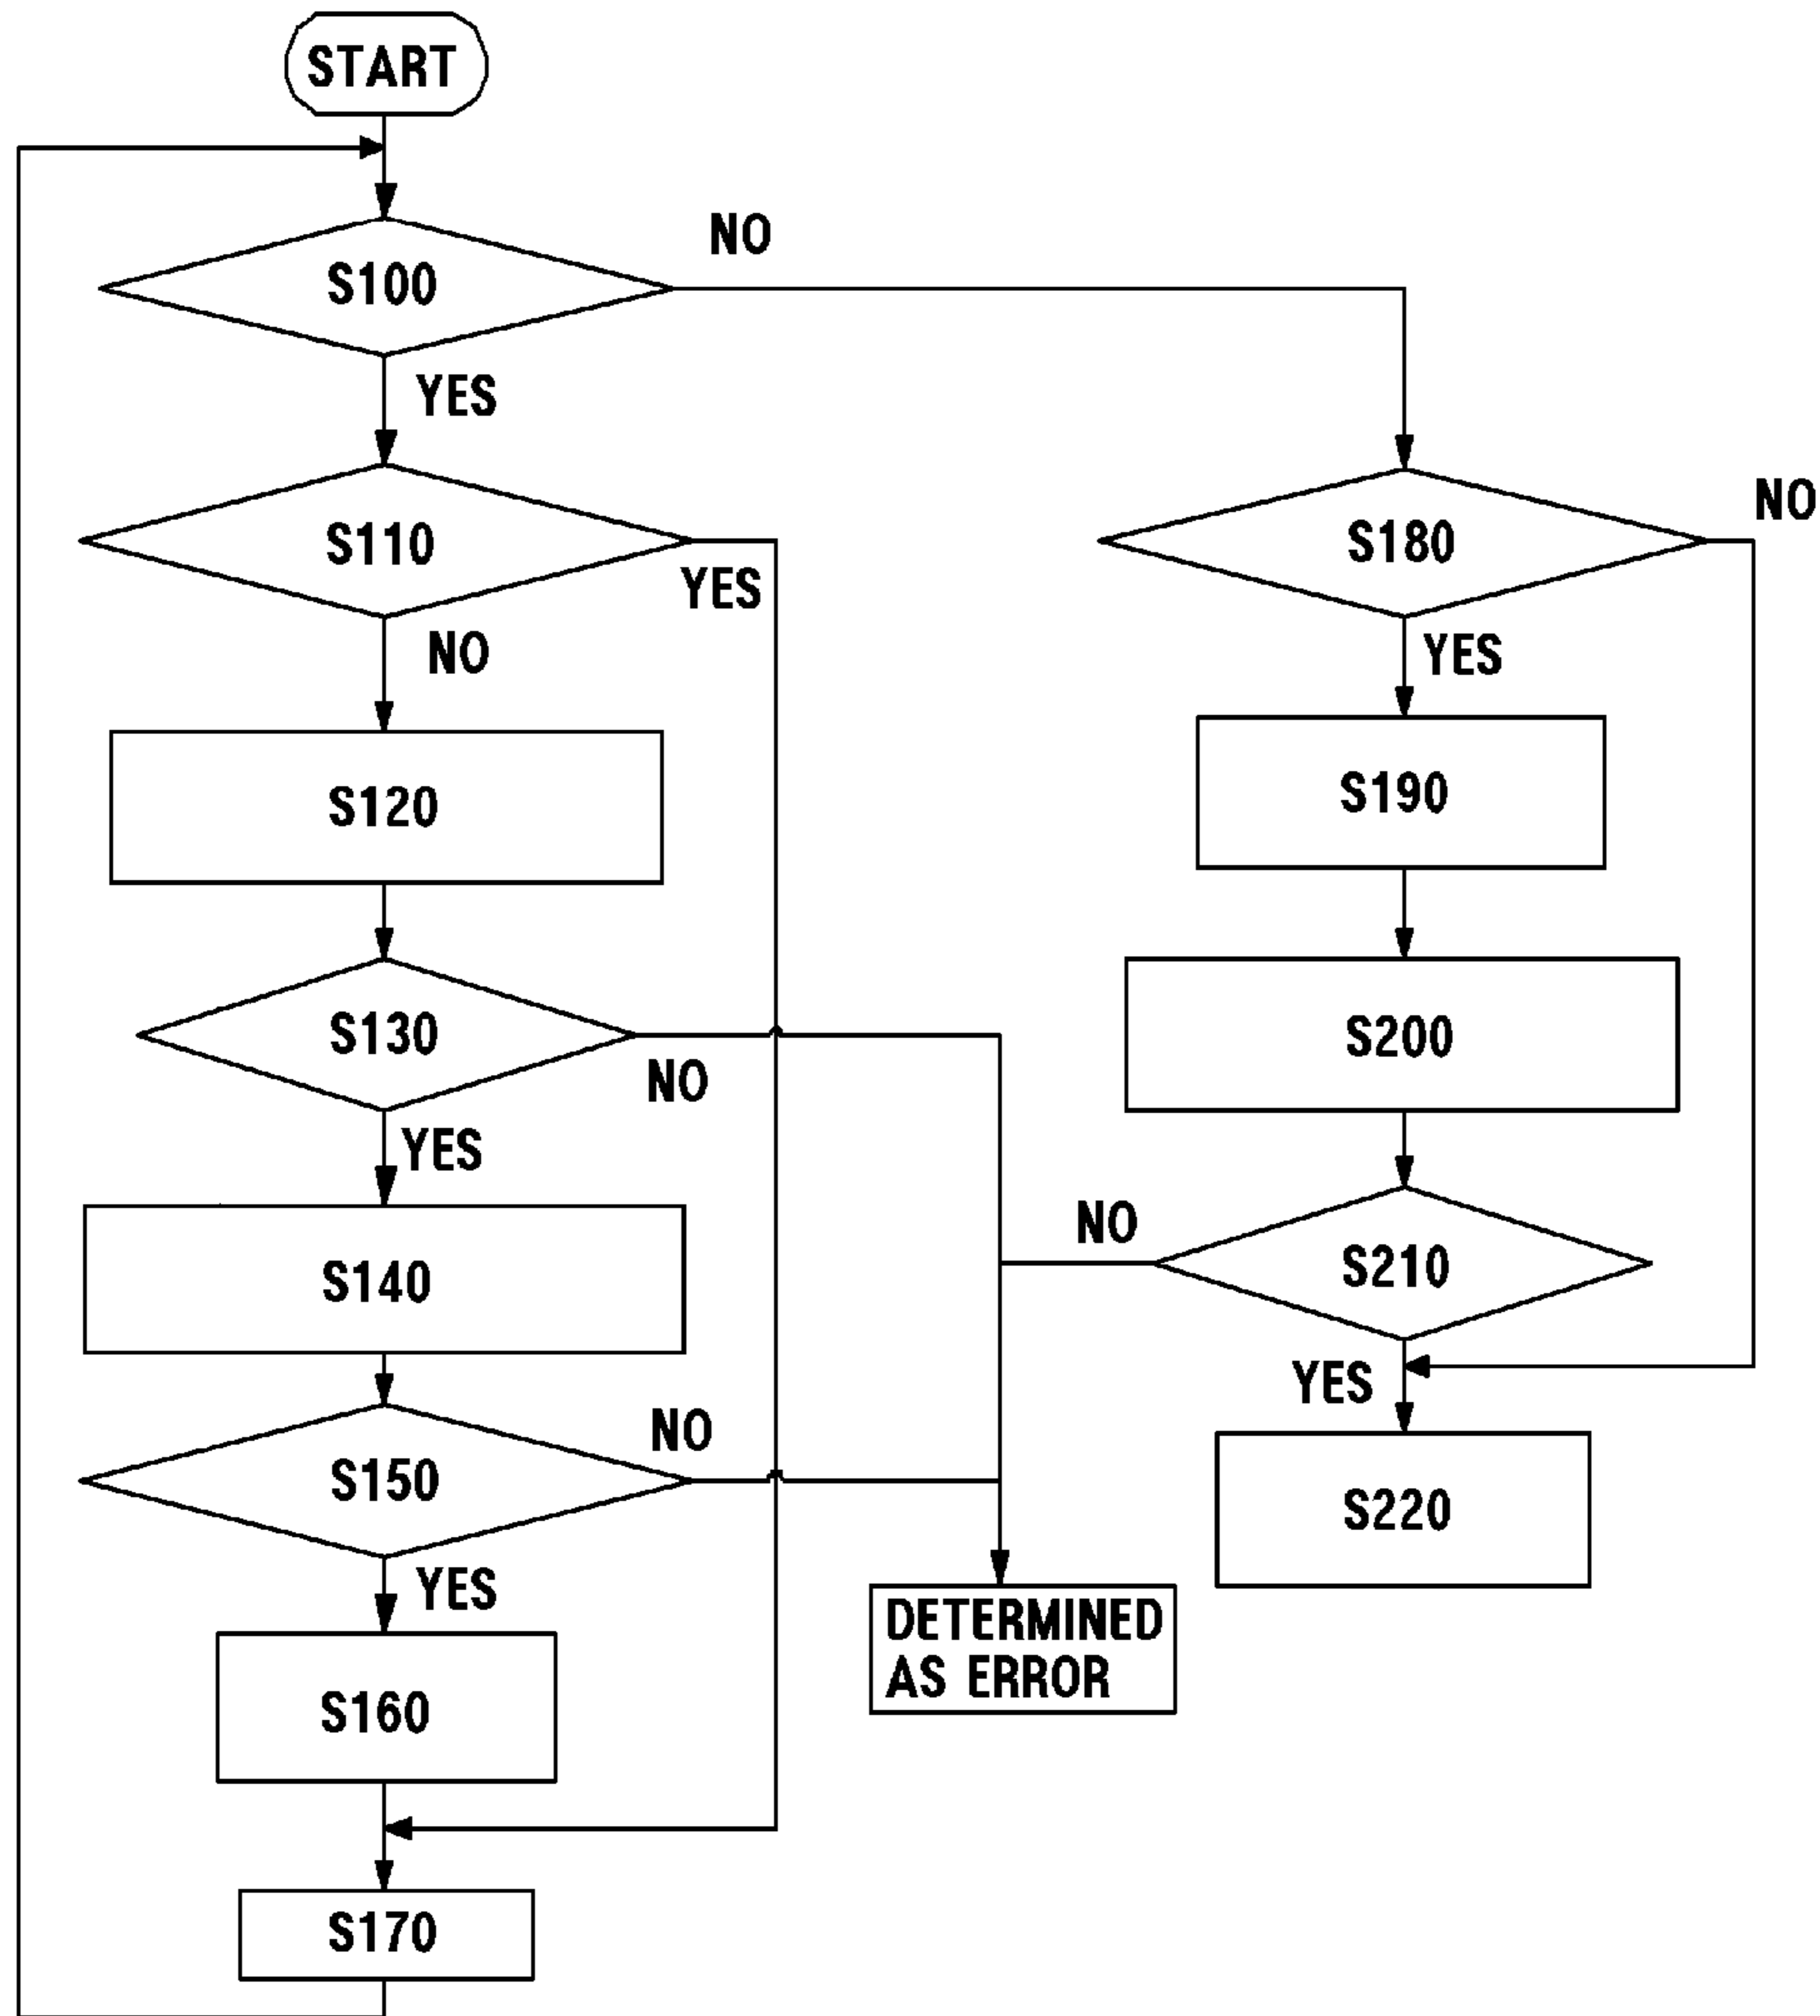 START
NO
S100
YES
NO
S110
S180
YES
NO
YES
S120
S190
S130
S200
NO
YES
NO
S140
S210
YES
NO
S150
S220
YES
DETERMINED
AS ERROR
S160
S170